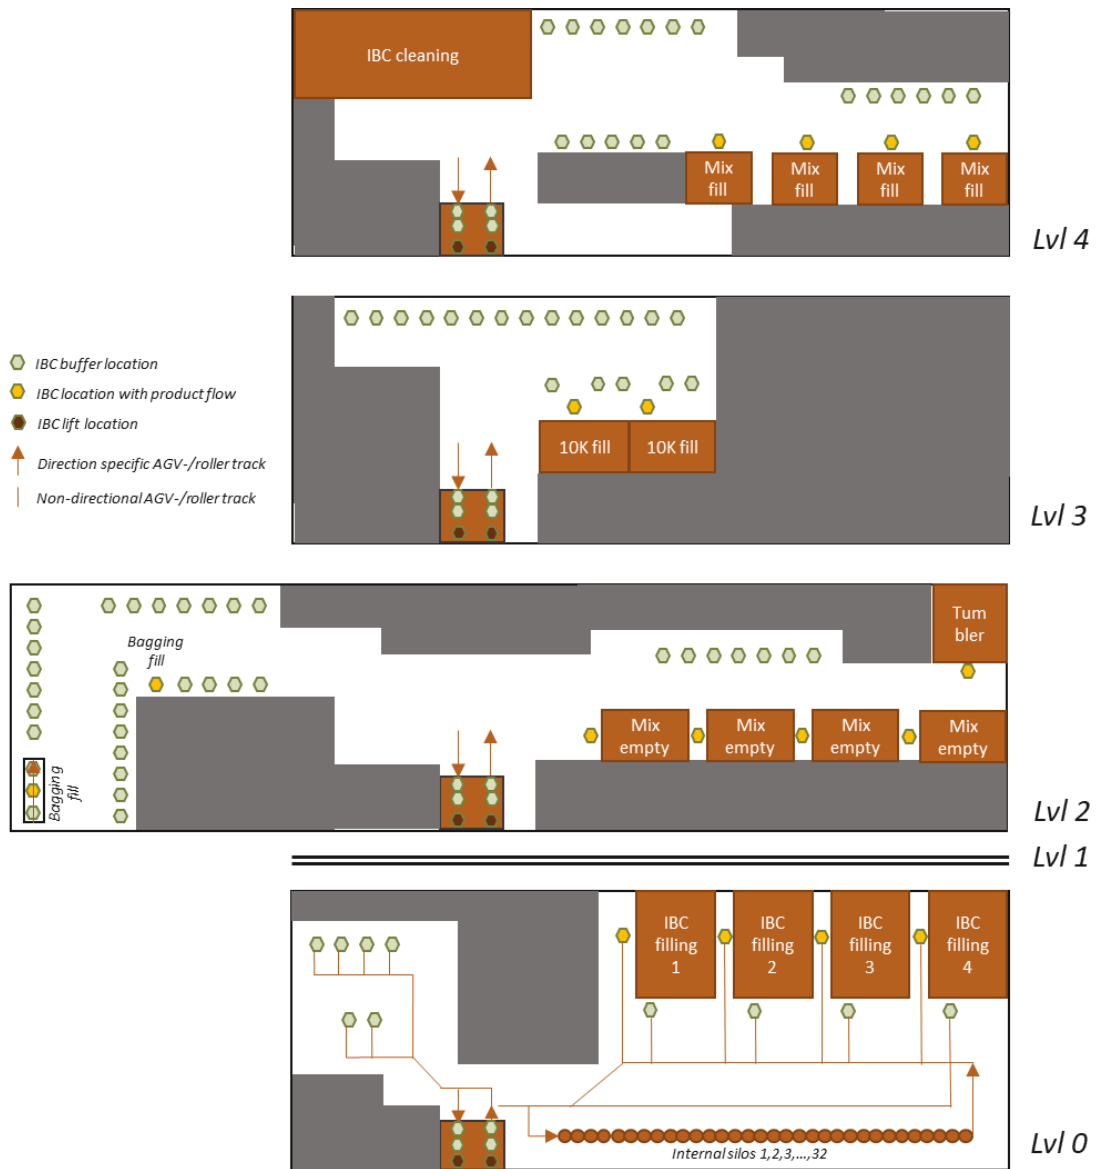 IBC cleaning
Mix
fill
Mix
fill
Mix
fill
Mix
fill
Lvl 4
IBC buffer location
IBC location with product flow
IBC lift location
Direction specific AGV-/roller track
Non-directional AGV-/roller track
10K fill
10K fill
Lvl 3
Tum
bler
Bagging
fill
Mix
empty
Mix
empty
Mix
empty
Mix
empty
Bagging
fill
Lvl 2
Lvl 1
IBC
filling
1
IBC
filling
2
IBC
filling
3
IBC
filling
4
Internal silos 1,2,3,...,32
Lvl 0